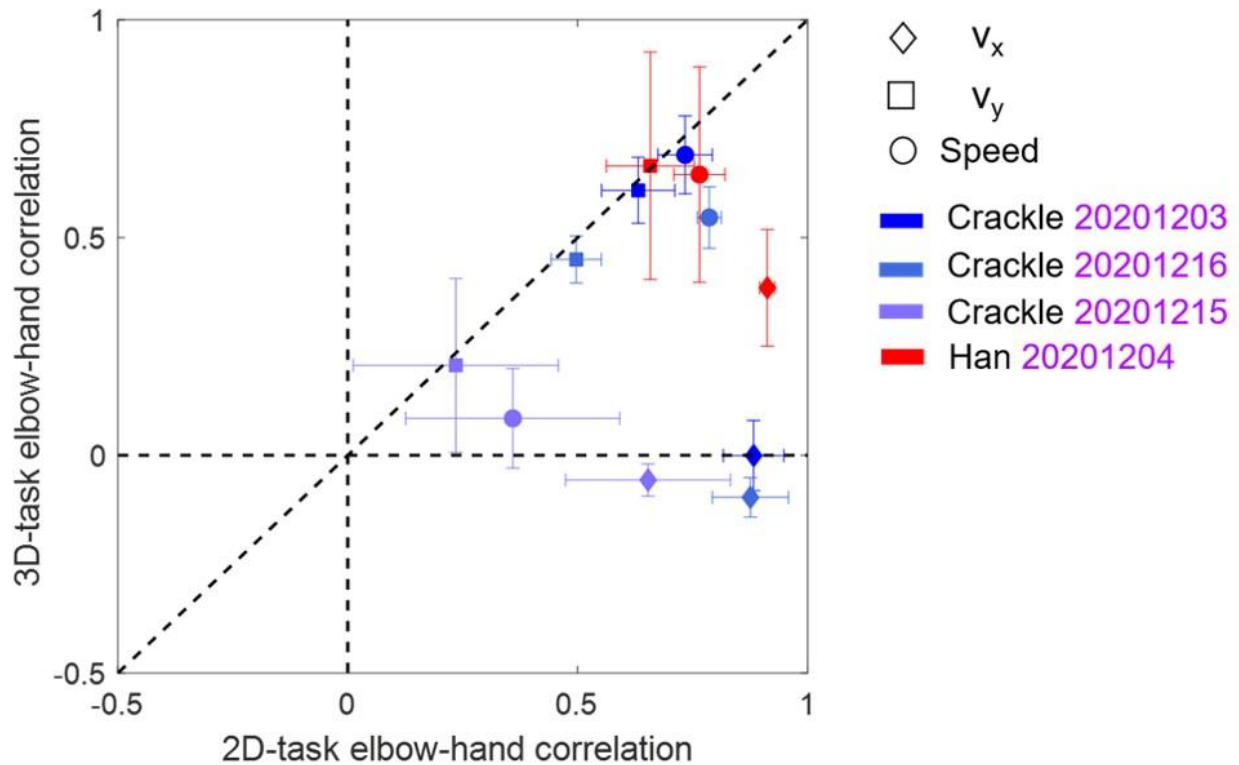 1
0.5
0
-0.5
-0.5
0
0.5
1
3D-task elbow-hand correlation
2D-task elbow-hand correlation
vx
vy
Speed
Crackle 20201203
Crackle 20201216
Crackle 20201215
Han 20201204